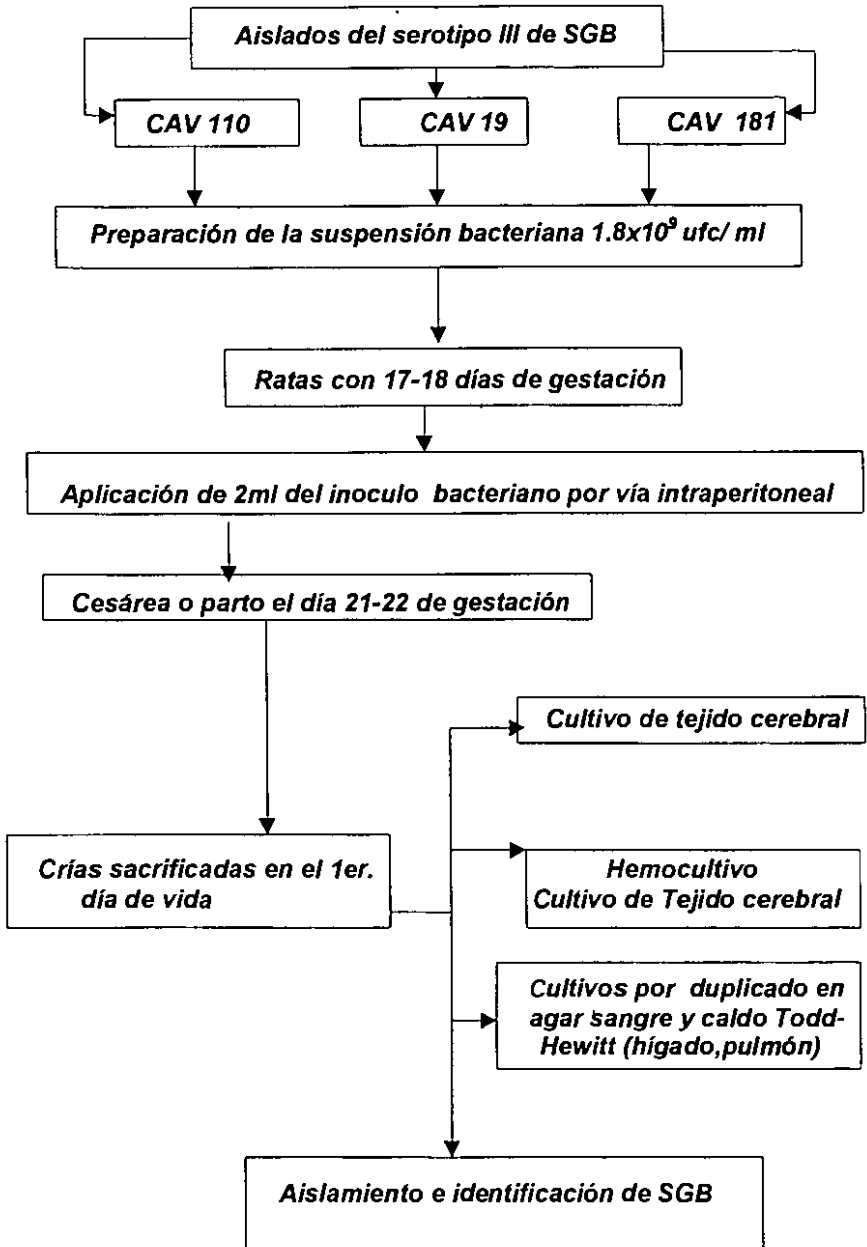 Aislados del serotipo III de SGB
CAV 110
CAV 19
CAV 181
Preparación de la suspensión bacteriana 1.8x10⁹ ufc/ ml
Ratas con 17-18 días de gestación
Aplicación de 2ml del inoculo bacteriano por vía intraperitoneal
Cesárea o parto el día 21-22 de gestación
Cultivo de tejido cerebral
Crías sacrificadas en el 1er.
día de vida
Hemocultivo
Cultivo de Tejido cerebral
Cultivos por duplicado en
agar sangre y caldo Todd-
Hewitt (hígado,pulmón)
Aislamiento e identificación de SGB